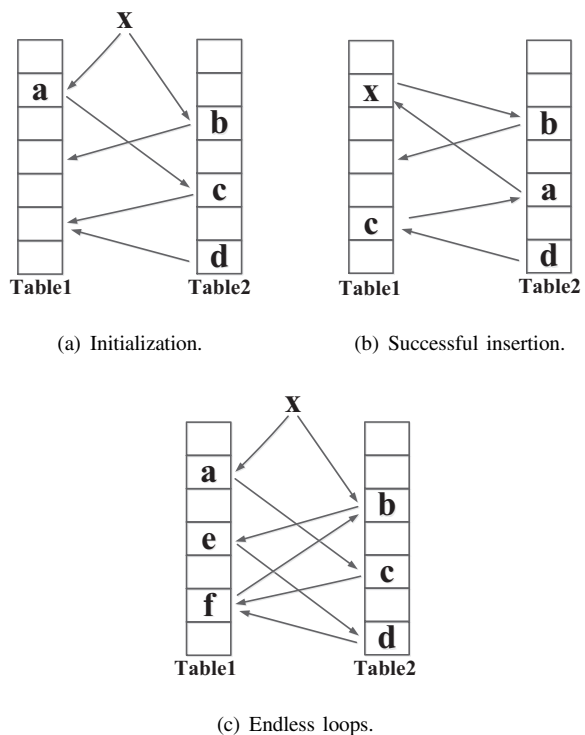 x
a
b
c
d
Table1 Table2
(a) Initialization.
x
b
a
c
d
Table1 Table2
(b) Successful insertion.
x
a
b
e
c
f
d
Table1 Table2
(c) Endless loops.